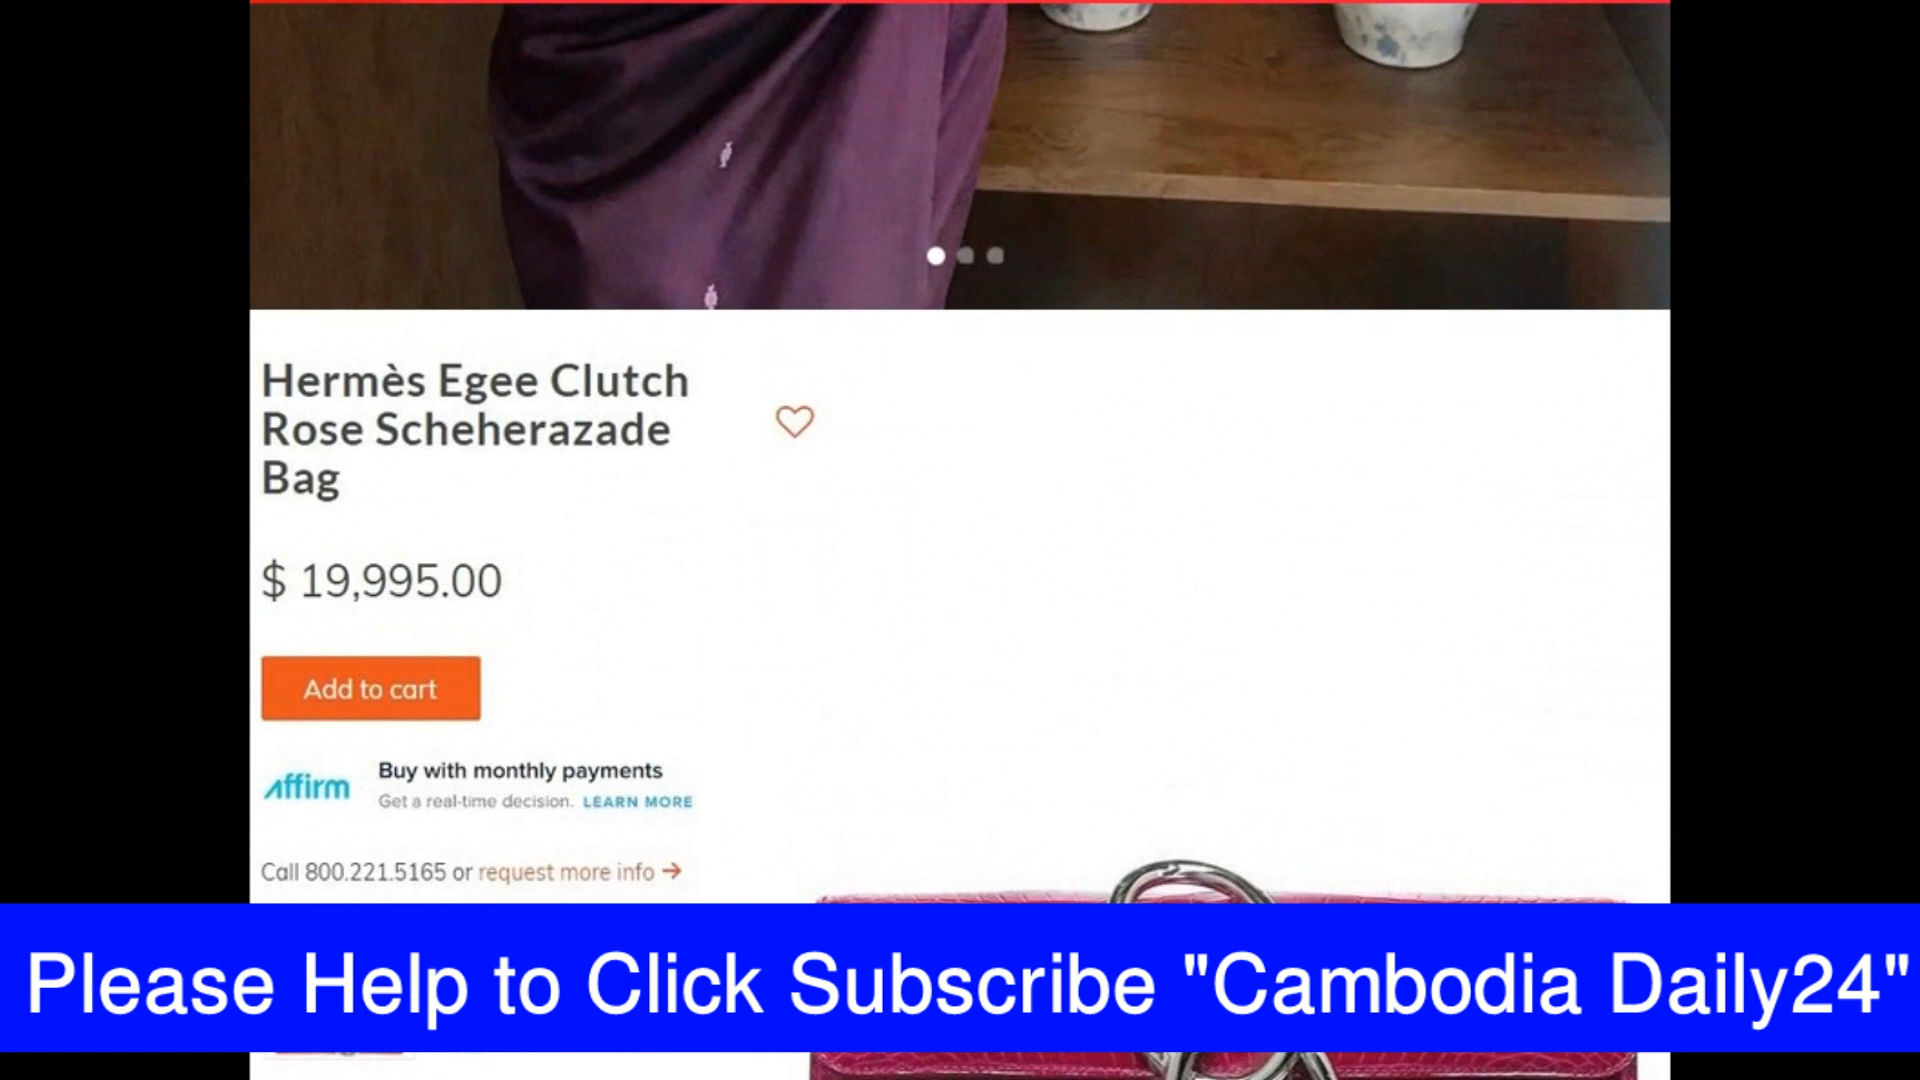 Hermès Egee Clutch
Rose Scheherazade
Bag
$ 19,995.00
Add to cart
affirm
Buy with monthly payments
Get a real-time decision. LEARN MORE
Call 800.221.5165 or request more info →
Please Help to Click Subscribe "Cambodia Daily24"